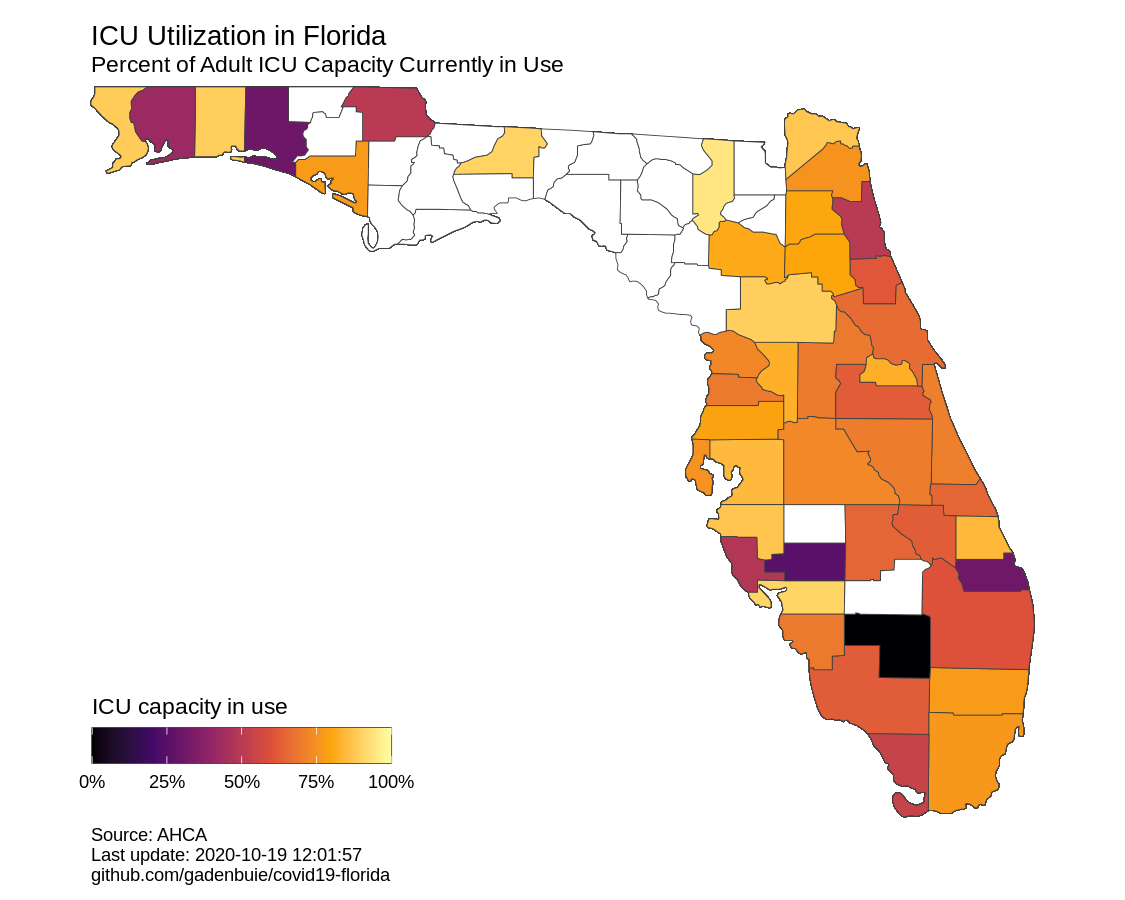 ICU Utilization in Florida
Percent of Adult ICU Capacity Currently in Use
ICU capacity in use
0% 25% 50% 75% 100%
Source: AHCA
Last update: 2020-10-19 12:01:57
github.com/gadenbuie/covid19-florida